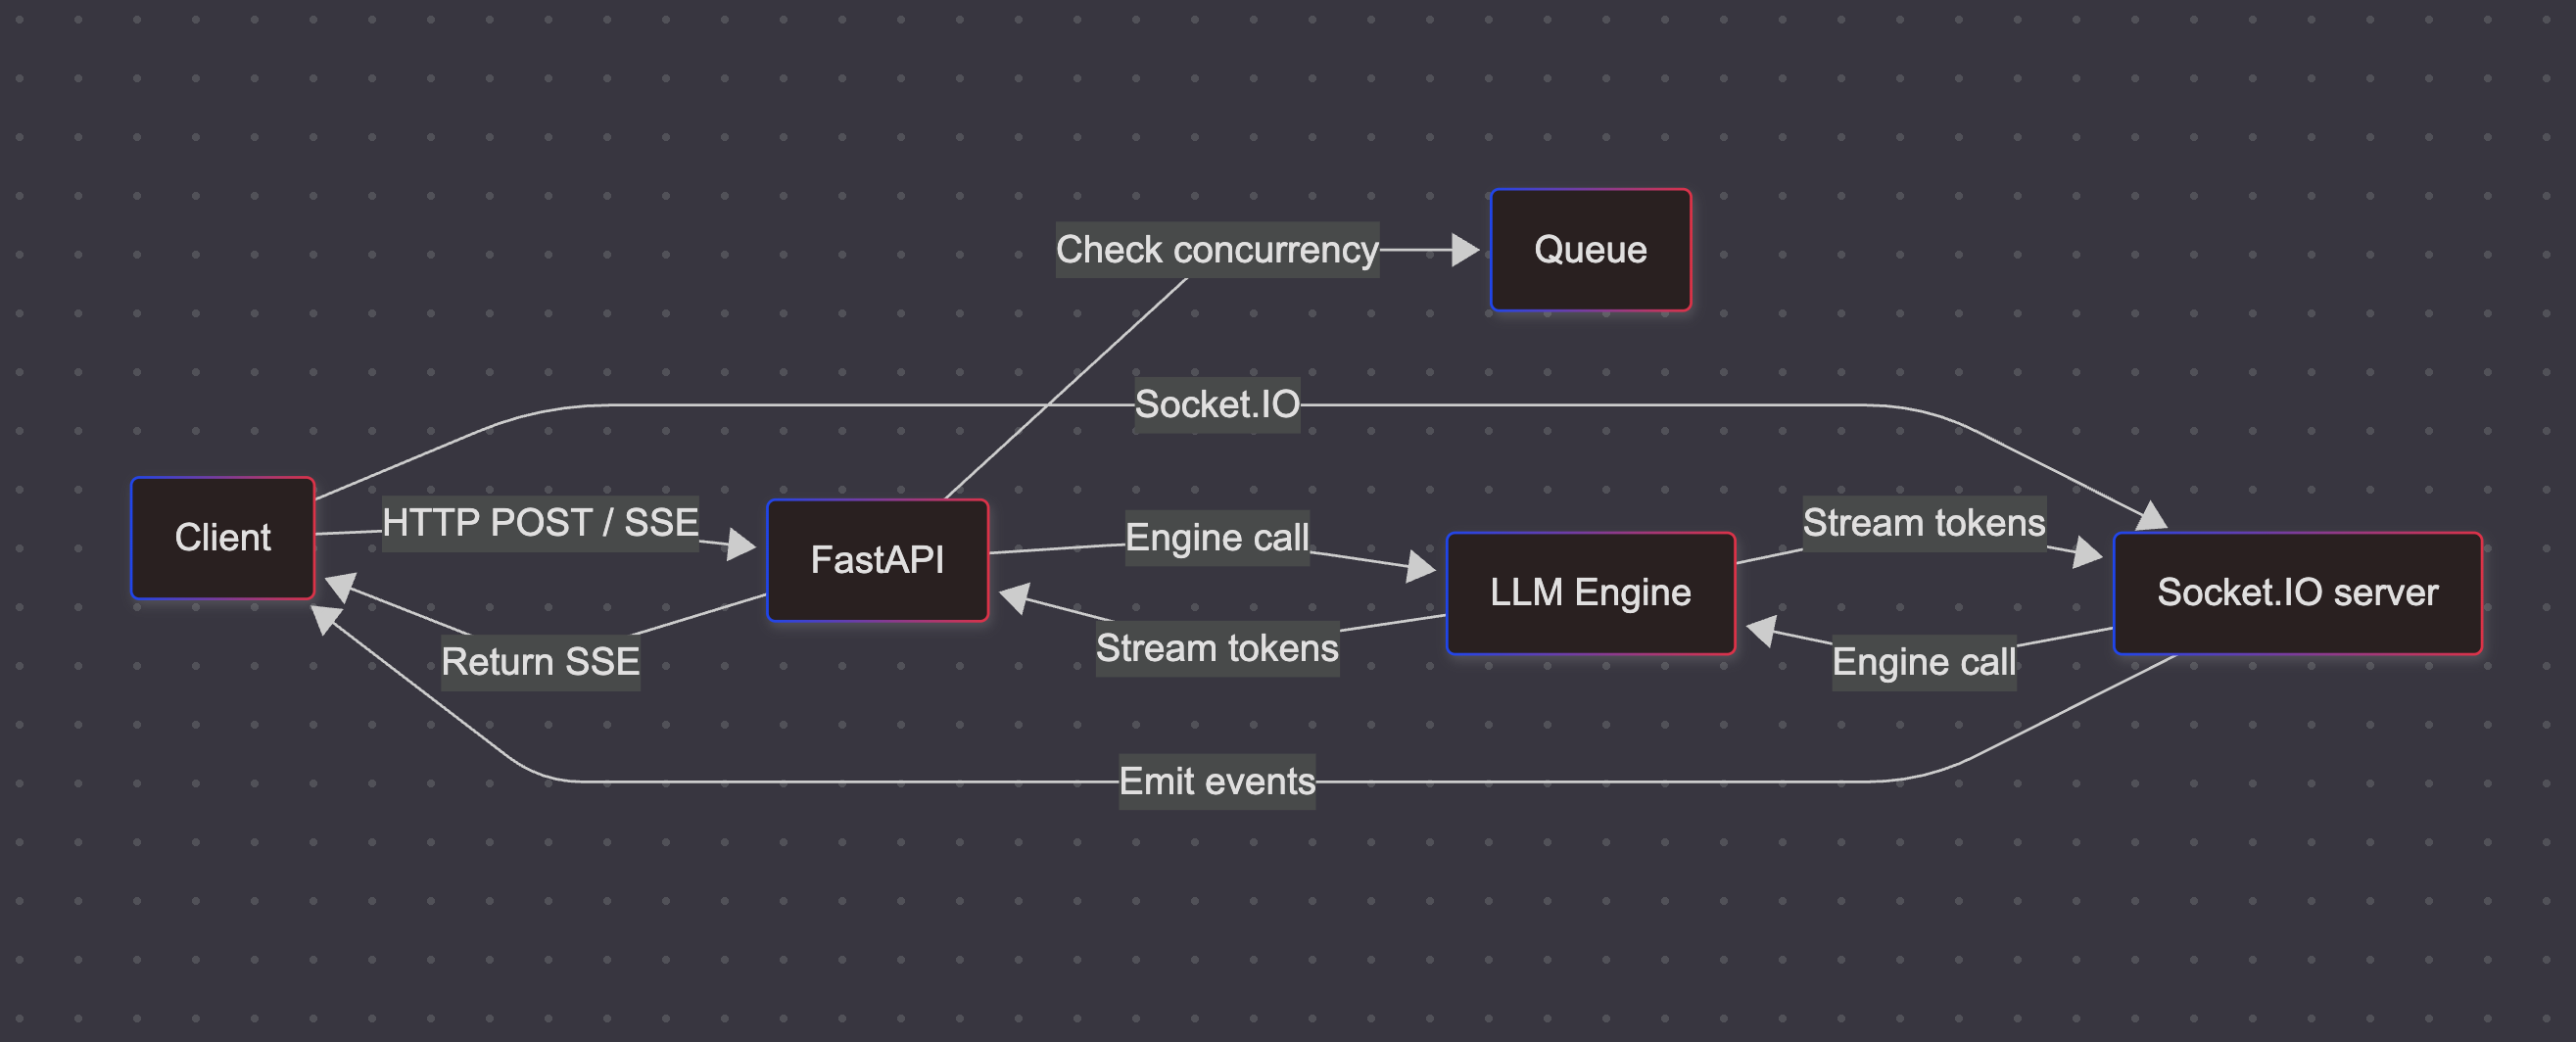 Check concurrency
Queue
Socket.IO
Client
HTTP POST / SSE
FastAPI
Engine call
LLM Engine
Stream tokens
Socket.IO server
Return SSE
Stream tokens
Engine call
Emit events